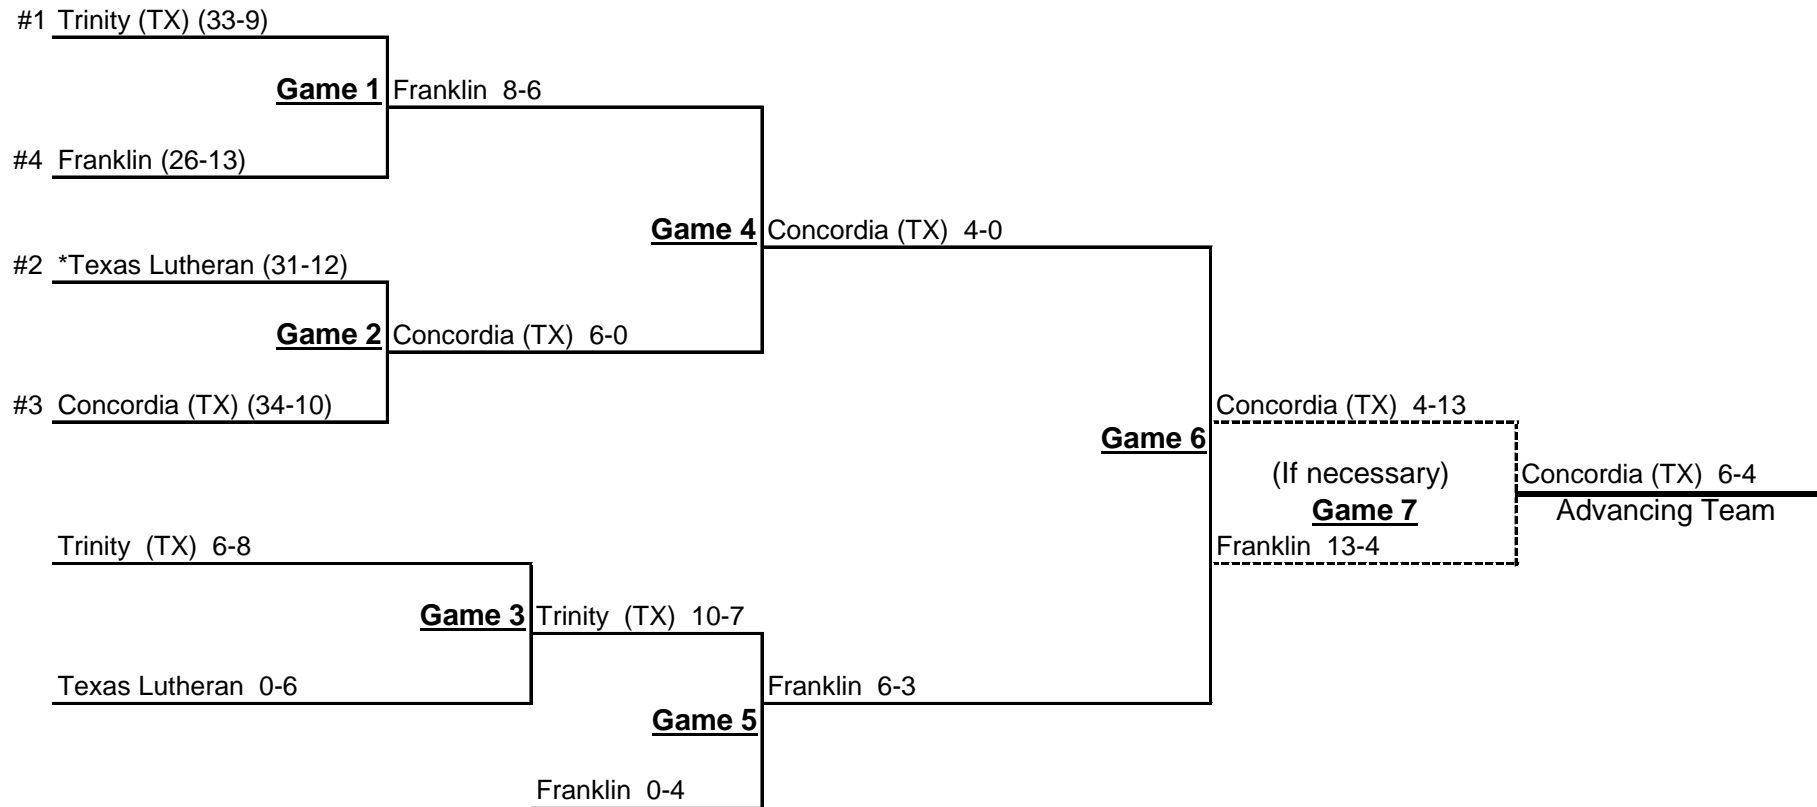 #1 Trinity (TX) (33-9)
Game 1 Franklin 8-6
#4 Franklin (26-13)
Game 4 Concordia (TX) 4-0
#2 *Texas Lutheran (31-12)
Game 2 Concordia (TX) 6-0
#3 Concordia (TX) (34-10)
Concordia (TX) 4-13
Game 6
(If necessary)
Concordia (TX) 6-4
Game 7
Advancing Team
Trinity (TX) 6-8
Franklin 13-4
Game 3 Trinity (TX) 10-7
Texas Lutheran 0-6
Franklin 6-3
Game 5
Franklin 0-4